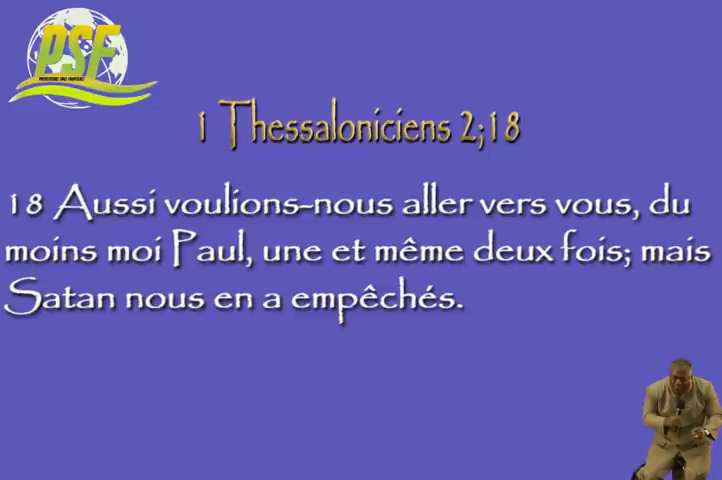 PSF
1 Thessaloniciens 2;18
18 Aussi voulions-nous aller vers vous, du
moins moi Paul, une et même deux fois; mais
Satan nous en a empêchés.